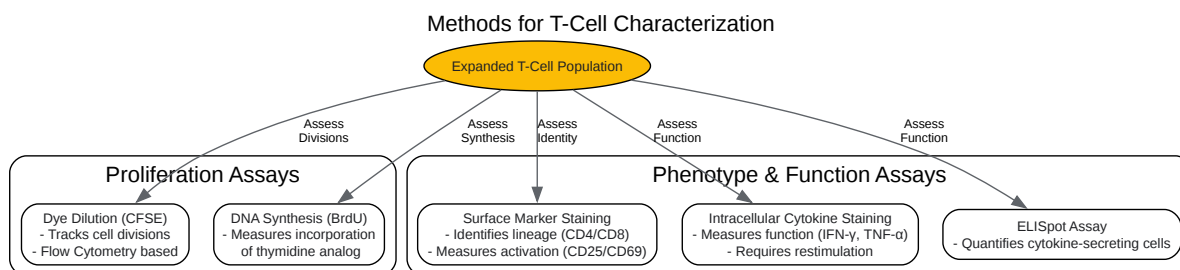 Methods for T-Cell Characterization
Expanded T-Cell Population
Assess
Divisions
Assess
Synthesis
Assess
Identity
Assess
Function
Assess
Function
Proliferation Assays
Dye Dilution (CFSE)
- Tracks cell divisions
- Flow Cytometry based
DNA Synthesis (BrdU)
- Measures incorporation
of thymidine analog
Phenotype & Function Assays
Surface Marker Staining
- Identifies lineage (CD4/CD8)
- Measures activation (CD25/CD69)
Intracellular Cytokine Staining
- Measures function (IFN-γ, TNF-α)
- Requires restimulation
ELISpot Assay
- Quantifies cytokine-secreting cells